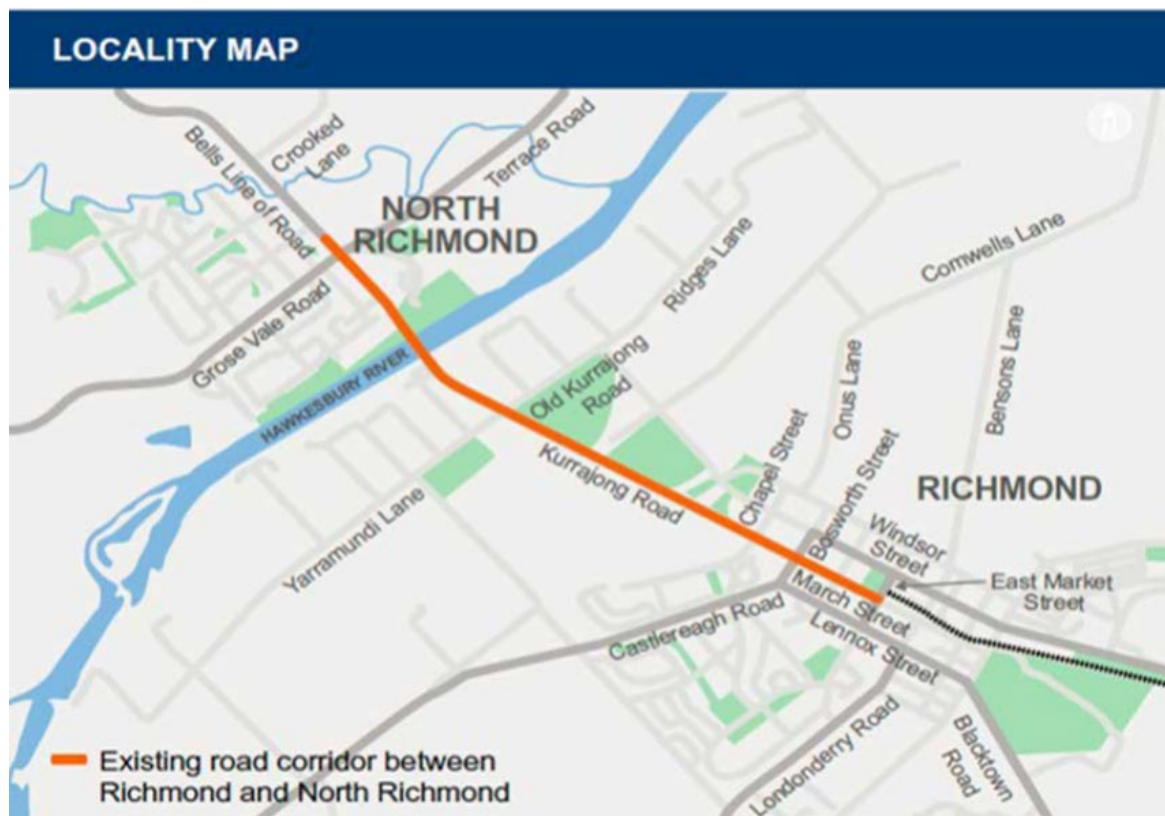 LOCALITY MAP
Bells Line of Road
Crooked
Lane
Terrace Road
NORTH
RICHMOND
Ridges Lane
Cornwells Lane
Grose Vale Road
HAWKESBURY RIVER
Old Kurrajong
Road
Onus Lane
Bensons Lane
Kurrajong Road
Chapel Street
Bosworth Street
RICHMOND
Windsor
Street
Yarramundi Lane
East Market
Street
March Street
Castlereagh Road
Lennox Street
Londonderry Road
Blacktown
Road
Existing road corridor between
Richmond and North Richmond